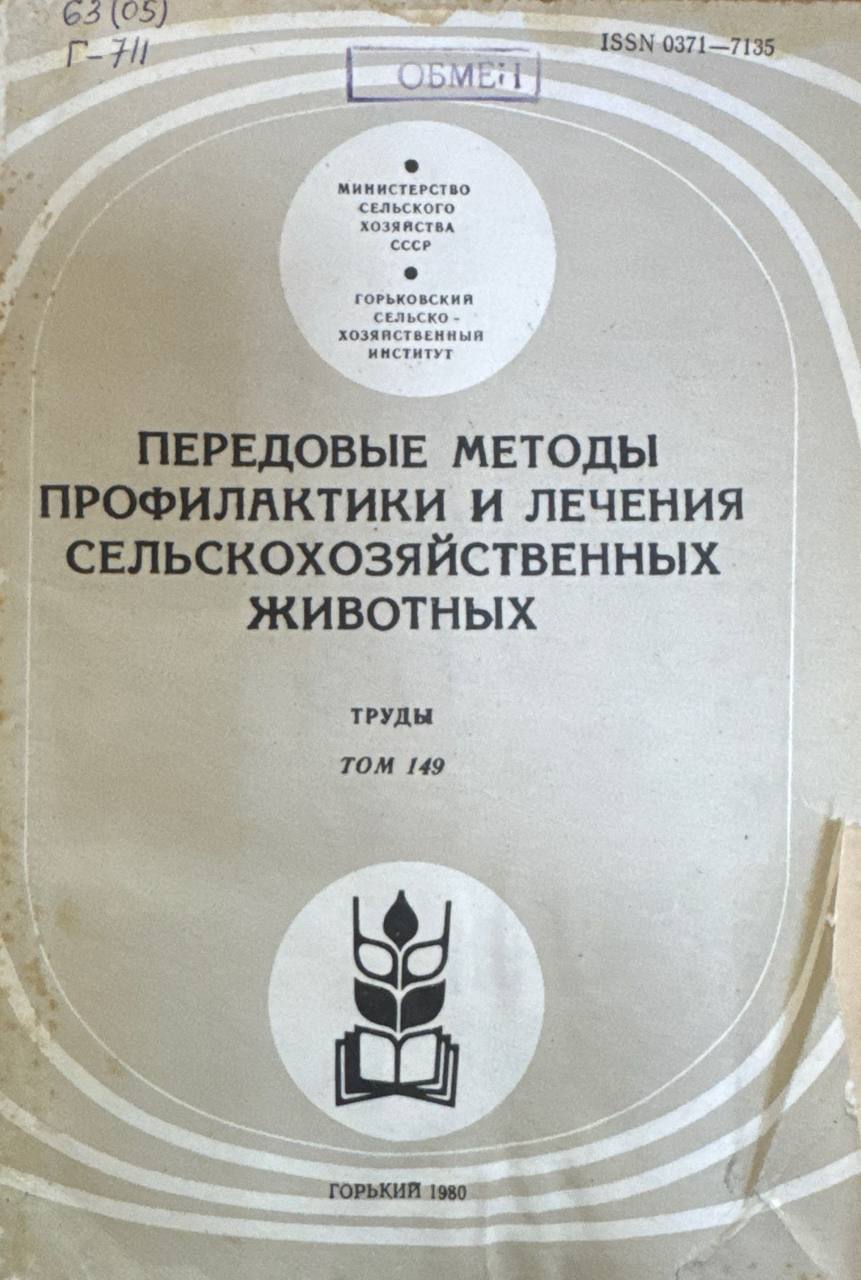 63(05)
Г-711
ISSN 0371—7135
ОБМЕН
МИНИСТЕРСТВО
СЕЛЬСКОГО
ХОЗЯЙСТВА
СССР
ГОРЬКОВСКИЙ
СЕЛЬСКО-
ХОЗЯЙСТВЕННЫЙ
ИНСТИТУТ
ПЕРЕДОВЫЕ МЕТОДЫ
ПРОФИЛАКТИКИ И ЛЕЧЕНИЯ
СЕЛЬСКОХОЗЯЙСТВЕННЫХ
ЖИВОТНЫХ
ТРУДЫ
ТОМ 149
ГОРЬКИЙ 1980